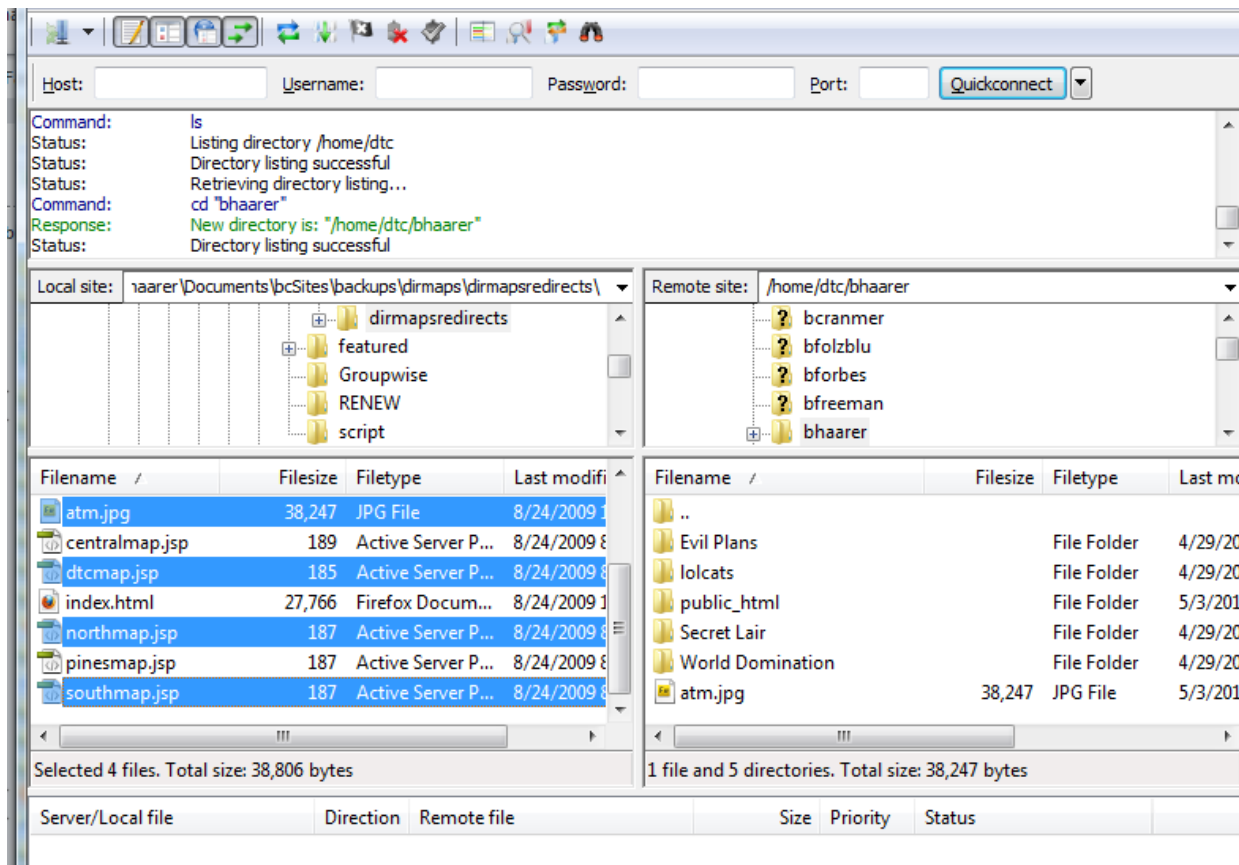 Host: Username: Password: Port: Quickconnect
Command: ls
Status: Listing directory /home/dtc
Status: Directory listing successful
Status: Retrieving directory listing...
Command: cd "bhaarer"
Response: New directory is: "/home/dtc/bhaarer"
Status: Directory listing successful
Local site: haarer\Documents\bcSites\backups\dirmaps\dirmapsredirects\
dirmapsredirects
featured
Groupwise
RENEW
script
Remote site: /home/dtc/bhaarer
? bcranmer
? bfolzblu
? bforbes
? bfreeman
bhaarer
Filename Filesize Filetype Last modifi
atm.jpg 38,247 JPG File 8/24/2009 1
centralmap.jsp 189 Active Server P... 8/24/2009 8
dtcmap.jsp 185 Active Server P... 8/24/2009 8
index.html 27,766 Firefox Docum... 8/24/2009 1
northmap.jsp 187 Active Server P... 8/24/2009 8
pinesmap.jsp 187 Active Server P... 8/24/2009 8
southmap.jsp 187 Active Server P... 8/24/2009 8
Selected 4 files. Total size: 38,806 bytes
Filename Filesize Filetype Last mo
..
Evil Plans File Folder 4/29/20
lolcats File Folder 4/29/20
public_html File Folder 5/3/201
Secret Lair File Folder 4/29/20
World Domination File Folder 4/29/20
atm.jpg 38,247 JPG File 5/3/201
1 file and 5 directories. Total size: 38,247 bytes
Server/Local file Direction Remote file Size Priority Status